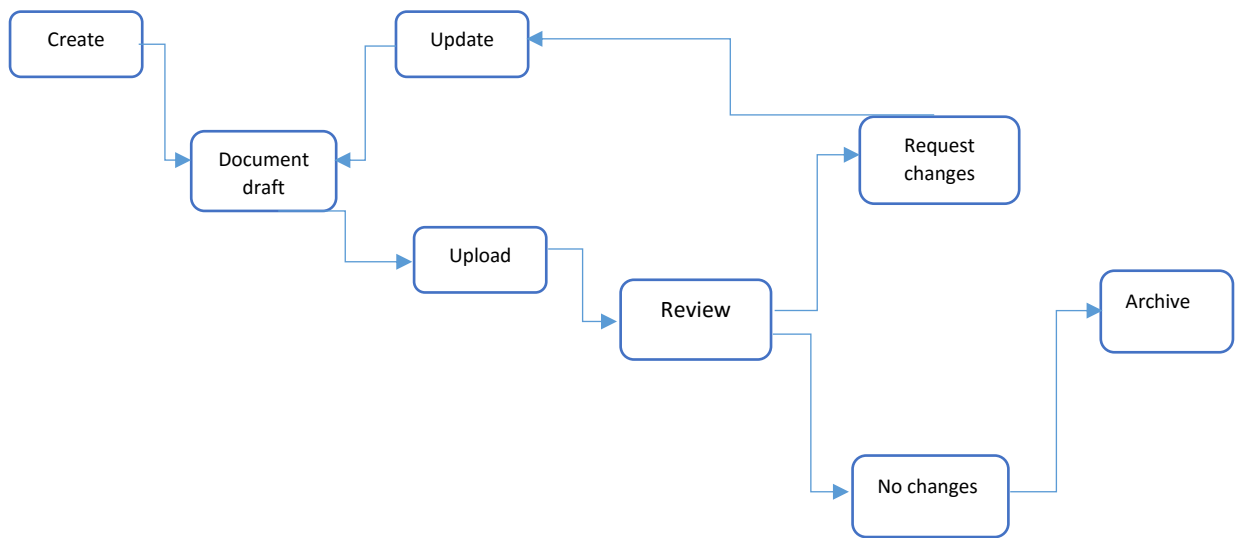 Create
Update
Document
draft
Request
changes
Upload
Review
Archive
No changes